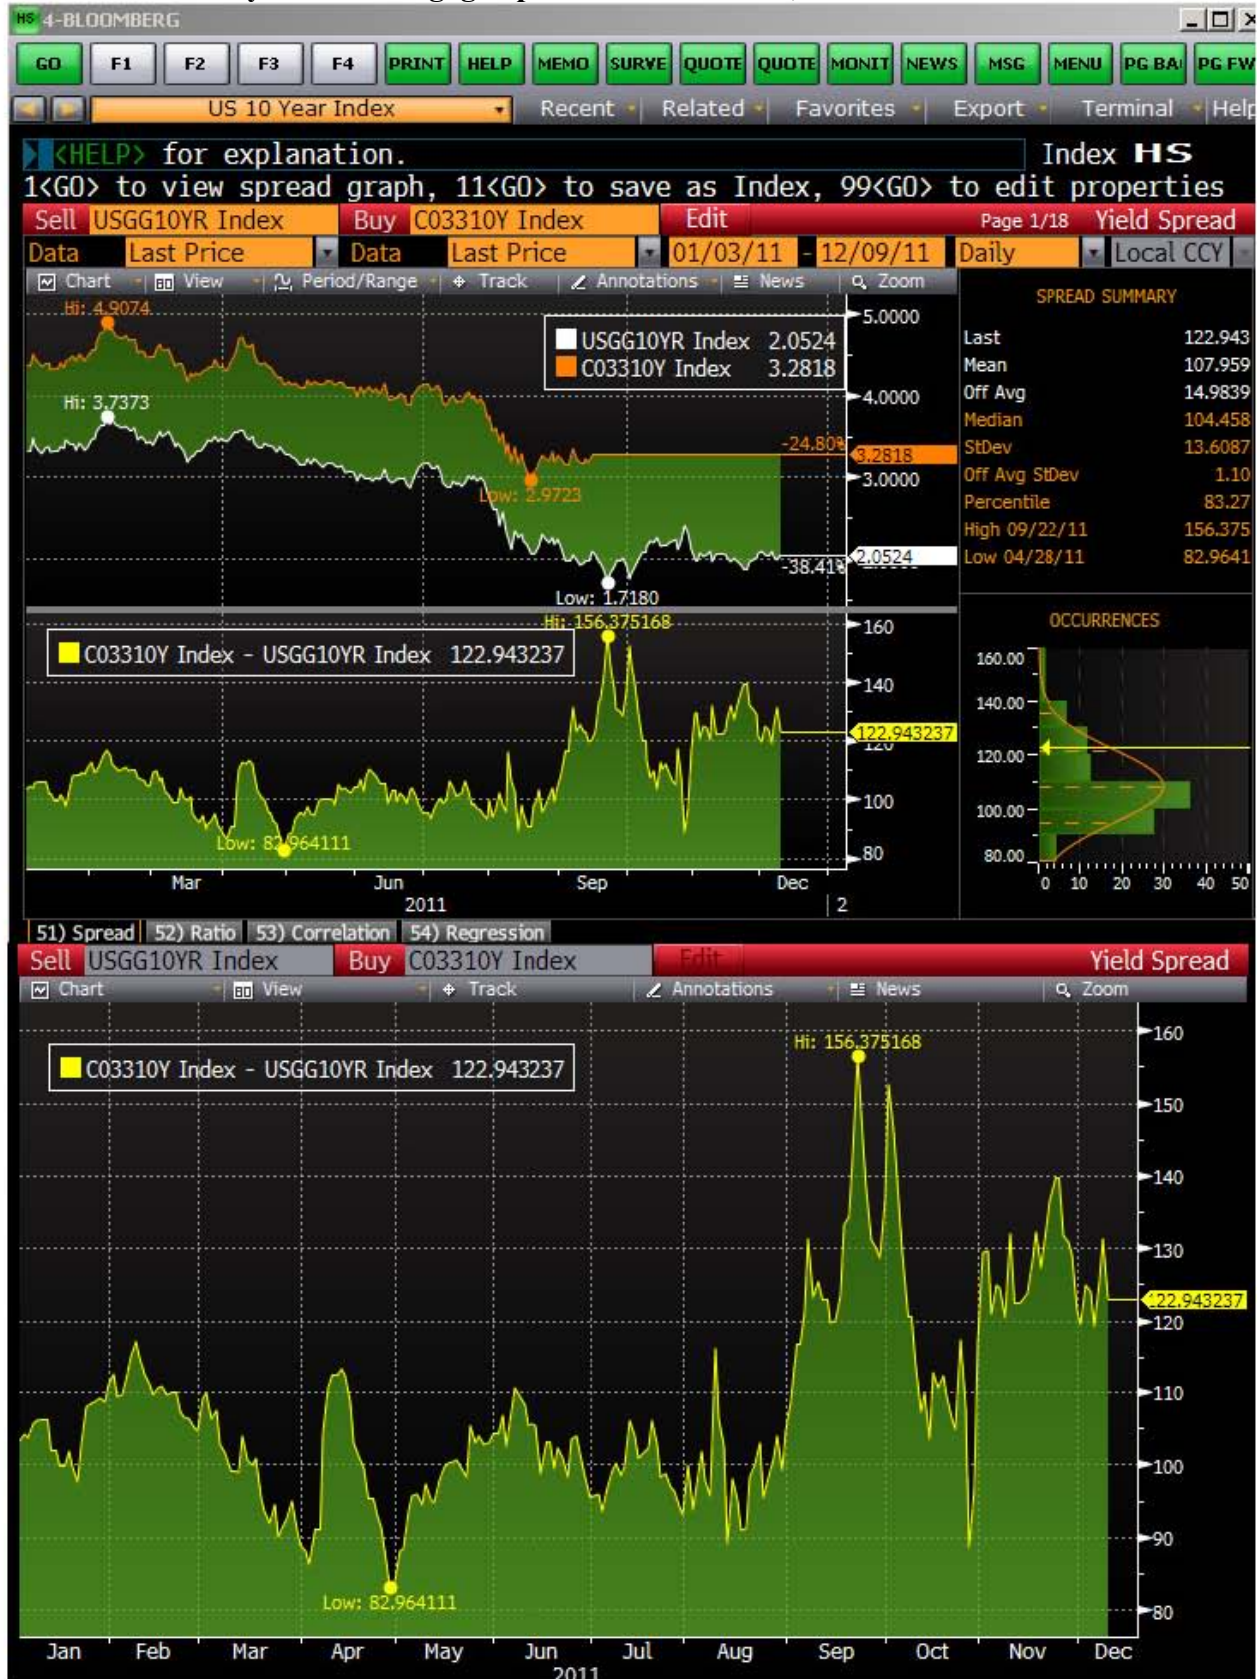 HS 4-BLOOMBERG
GO F1 F2 F3 F4 PRINT HELP MEMO SURVE QUOTE QUOTE MONIT NEWS MSG MENU PG BA PG FW
US 10 Year Index Recent Related Favorites Export Terminal Help
<HELP> for explanation. Index HS
1<GO> to view spread graph, 11<GO> to save as Index, 99<GO> to edit properties
Sell USGG10YR Index Buy C03310Y Index Edit Page 1/18 Yield Spread
Data Last Price Data Last Price 01/03/11 - 12/09/11 Daily Local CCY
Chart View Period/Range Track Annotations News Zoom
SPREAD SUMMARY
Last 122.943
Mean 107.959
Off Avg 14.9839
Median 104.458
StDev 13.6087
Off Avg StDev 1.10
Percentile 83.27
High 09/22/11 156.375
Low 04/28/11 82.9641
Hi: 4.9074
USGG10YR Index 2.0524
C03310Y Index 3.2818
Hi: 3.7373
5.0000
4.0000
-24.80%
3.2818
3.0000
Low: 2.9723
2.0524
-38.41%
Low: 1.7180
Hi: 156.375168
C03310Y Index - USGG10YR Index 122.943237
160
140
122.943237
120
100
80
Low: 82.964111
Mar Jun Sep Dec
2011 2
OCCURRENCES
160.00
140.00
120.00
100.00
80.00
0 10 20 30 40 50
51) Spread 52) Ratio 53) Correlation 54) Regression
Sell USGG10YR Index Buy C03310Y Index Edit Yield Spread
Chart View Track Annotations News Zoom
Hi: 156.375168
C03310Y Index - USGG10YR Index 122.943237
160
150
140
130
122.943237
120
110
100
90
80
Low: 82.964111
Jan Feb Mar Apr May Jun Jul Aug Sep Oct Nov Dec
2011